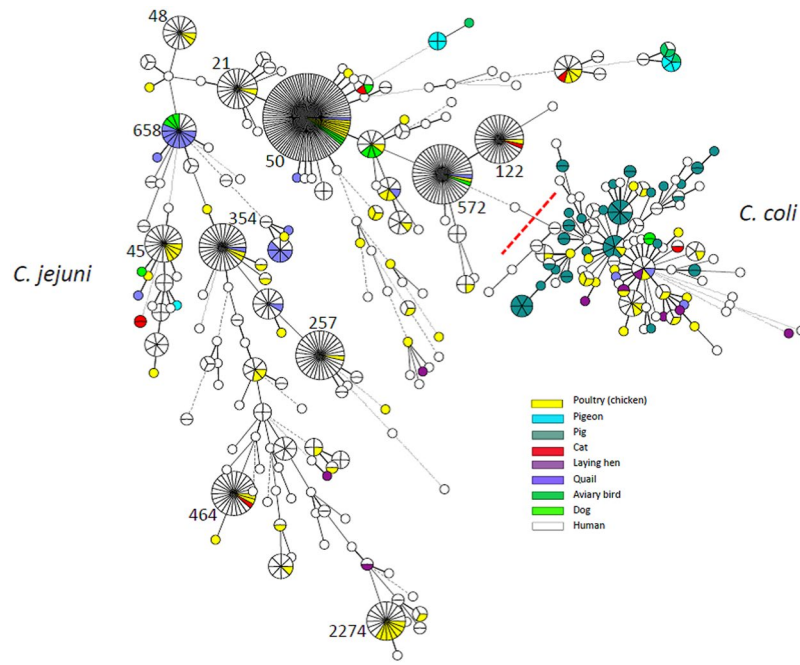 48
21
658
50
122
572
C. coli
354
45
C. jejuni
257
Poultry (chicken)
Pigeon
Pig
Cat
Laying hen
Quail
Aviary bird
Dog
Human
464
2274